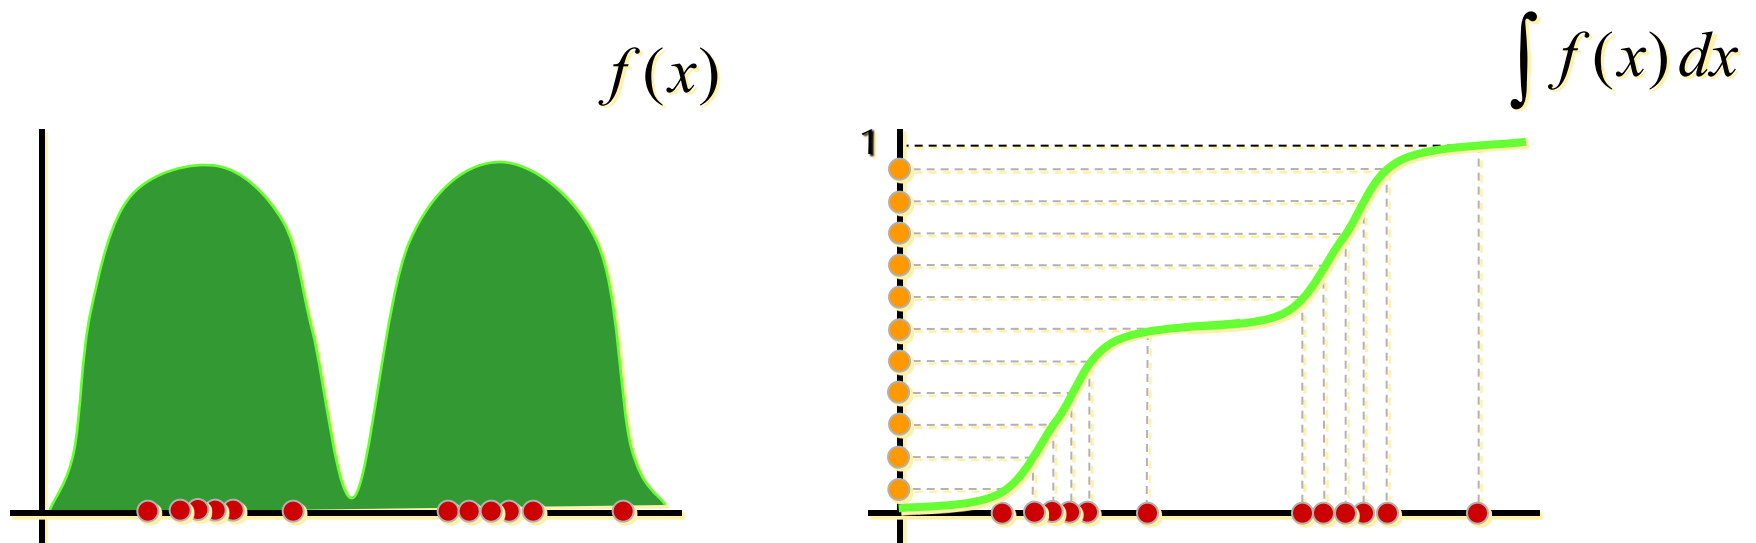 f(x)
∫ f(x) dx
1